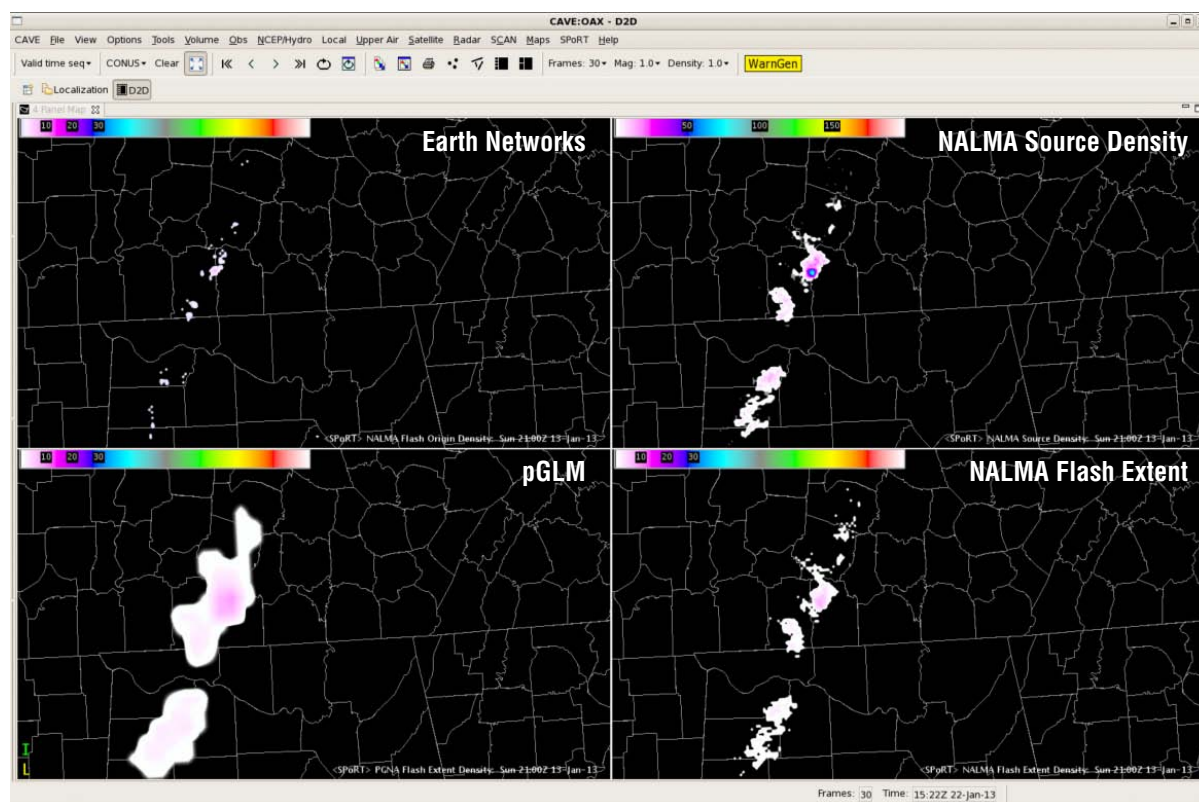 CAVE:OAX - D2D
CAVE File View Options Tools Volume Obs NCEP/Hydro Local Upper Air Satellite Radar SCAN Maps SPoRT Help
Valid time seq CONUS Clear Frames: 30 Mag: 1.0 Density: 1.0 WarnGen
Localization D2D
4 Panel Map
10 20 30
Earth Networks
<SPoRT> NALMA Flash Origin Density: Sun 21:00Z 13-Jan-13
50 100 150
NALMA Source Density
<SPoRT> NALMA Source Density: Sun 21:00Z 13-Jan-13
10 20 30
pGLM
I
L
<SPoRT> PGNA Flash Extent Density: Sun 21:00Z 13-Jan-13
10 20 30
NALMA Flash Extent
<SPoRT> NALMA Flash Extent Density: Sun 21:00Z 13-Jan-13
Frames: 30 Time: 15:22Z 22-Jan-13